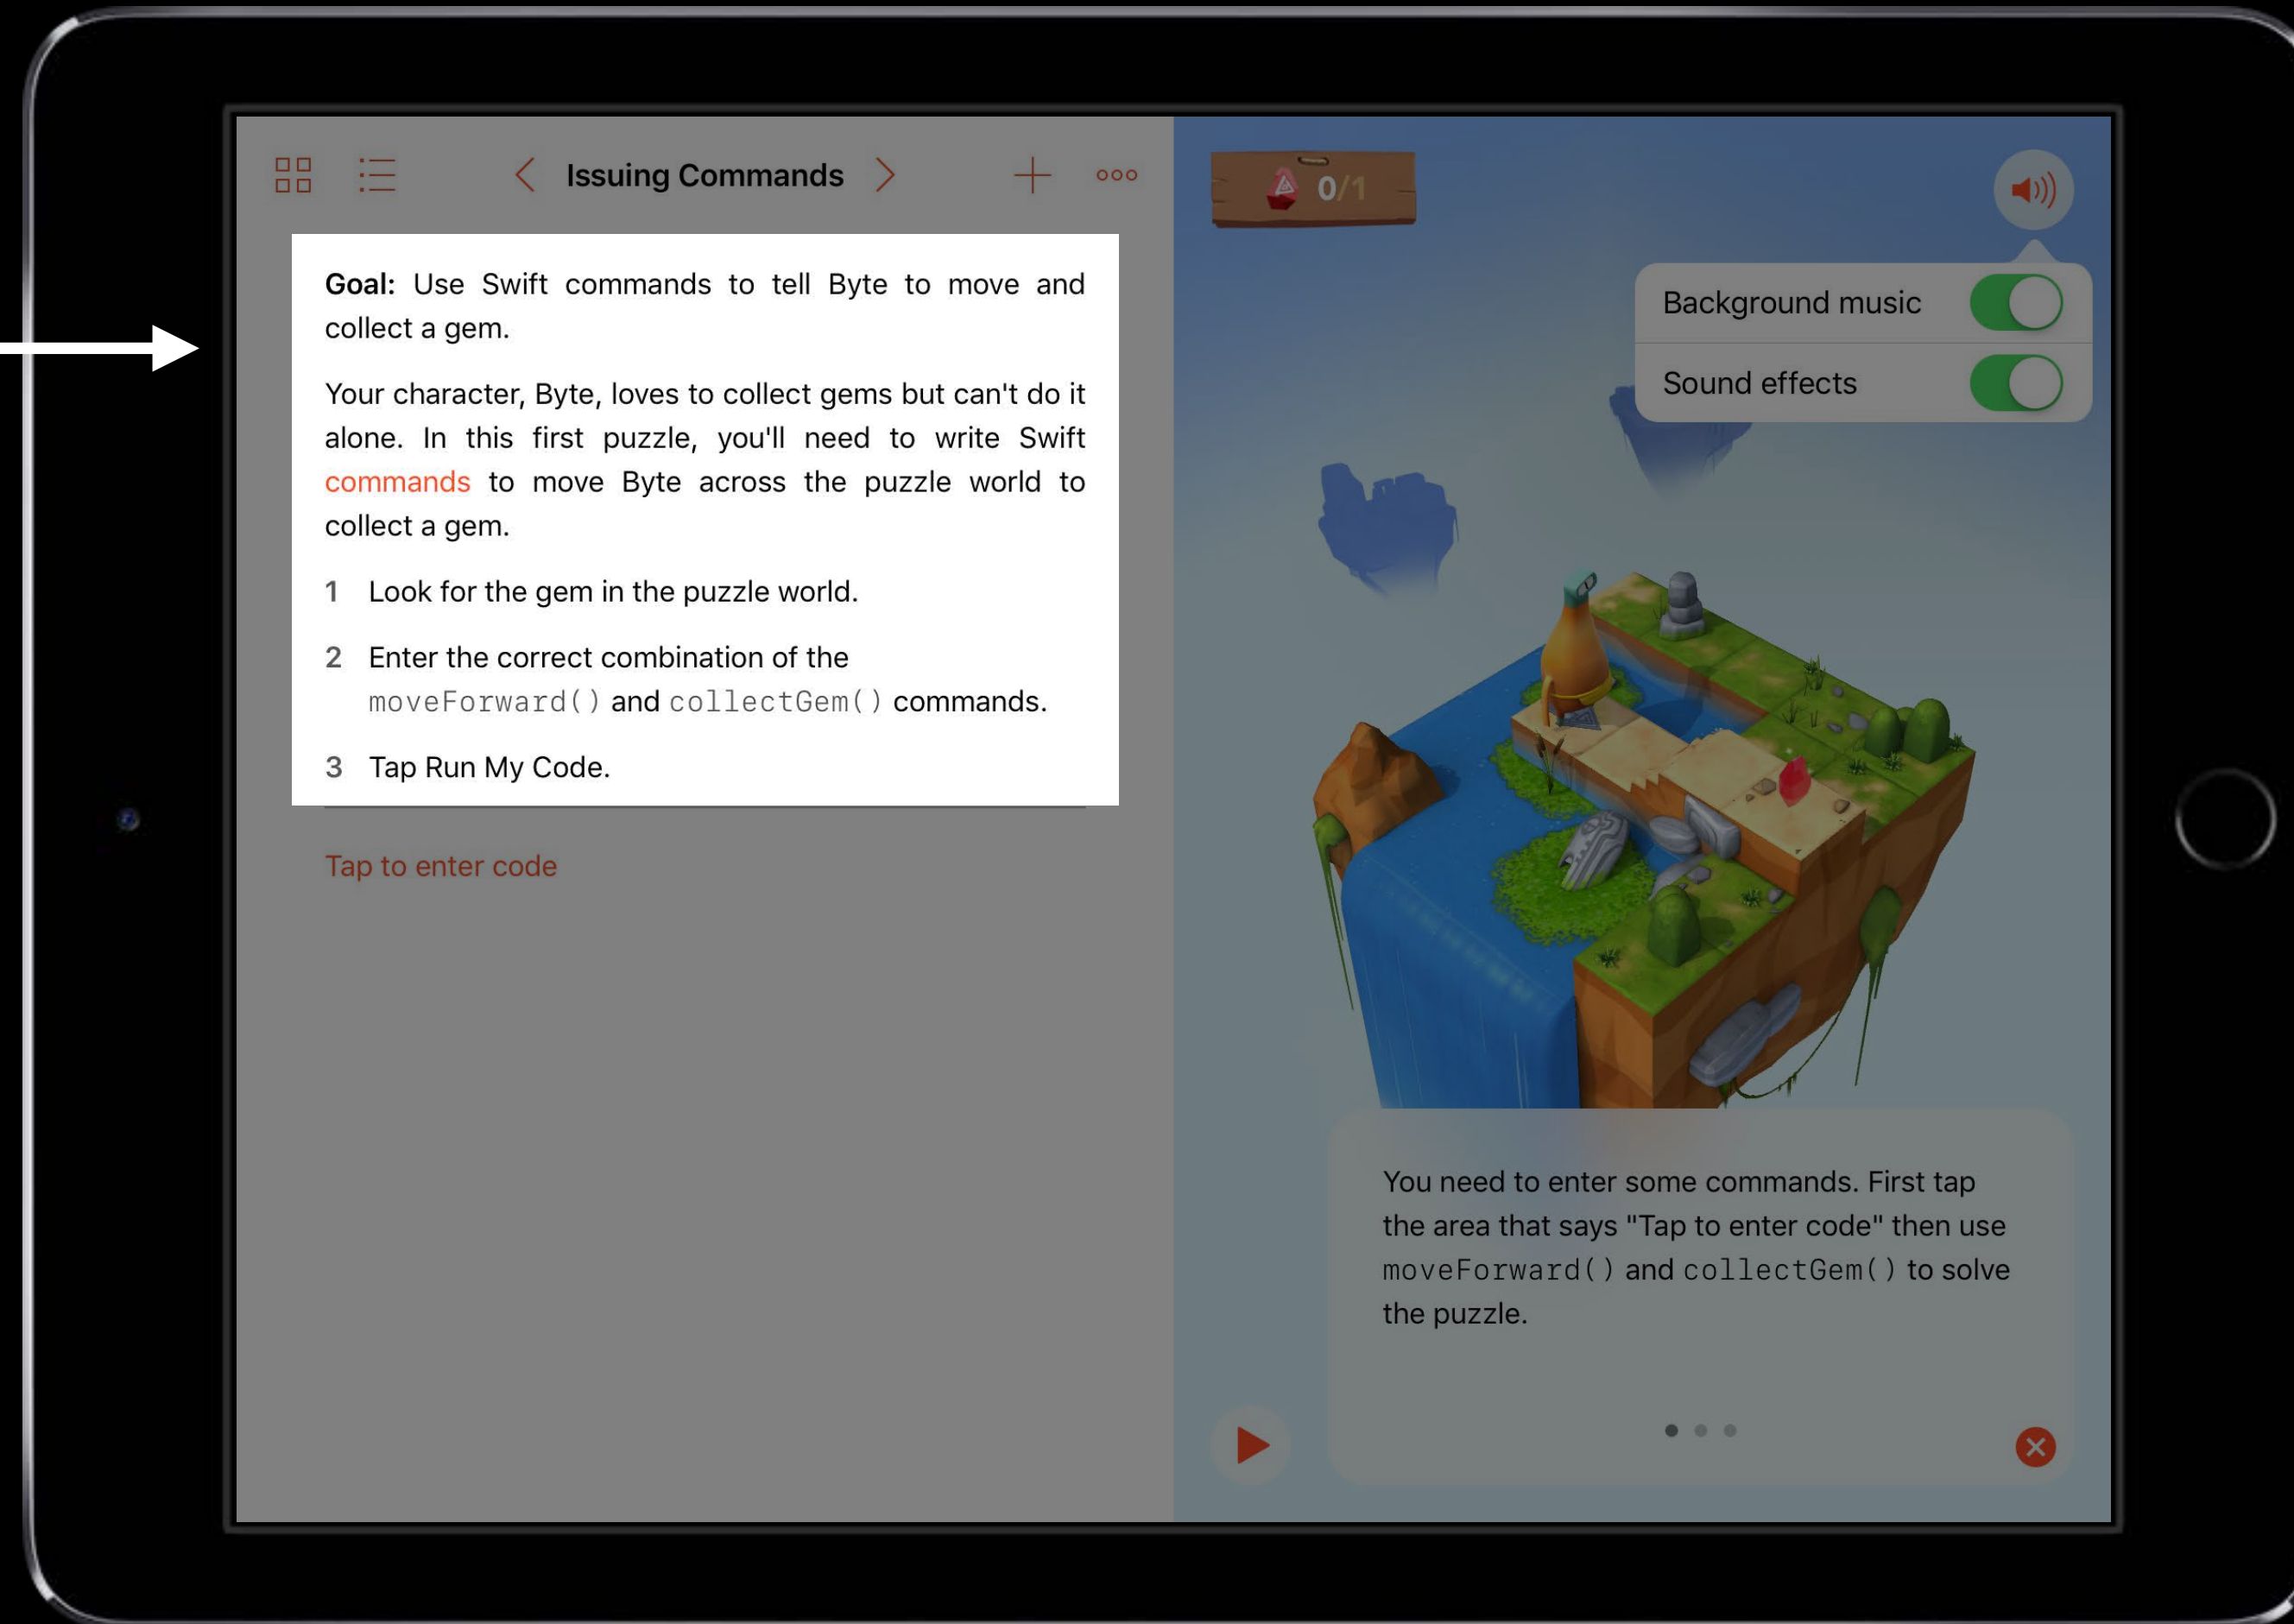 Issuing Commands
Goal: Use Swift commands to tell Byte to move and
collect a gem.
Your character, Byte, loves to collect gems but can't do it
alone. In this first puzzle, you'll need to write Swift
commands to move Byte across the puzzle world to
collect a gem.
1 Look for the gem in the puzzle world.
2 Enter the correct combination of the
moveForward() and collectGem() commands.
3 Tap Run My Code.
Tap to enter code
0/1
Background music
Sound effects
You need to enter some commands. First tap
the area that says "Tap to enter code" then use
moveForward() and collectGem() to solve
the puzzle.